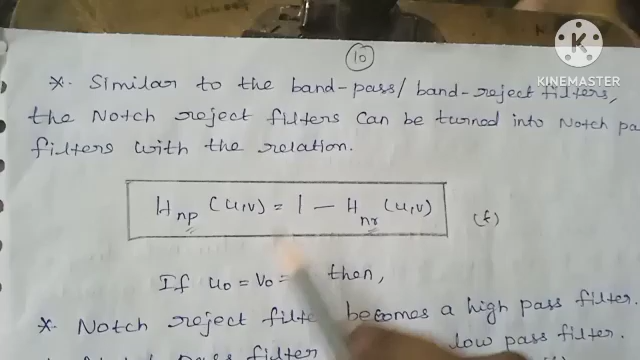 10
KINEMASTER
*. Similar to the band-pass/ band-reject filters,
the Notch reject filters can be turned into Notch pa
filters with the relation.
Hnp (u,v) = 1 - Hnr (u,v) (f)
If u0 = v0 = then,
* Notch reject filte becomes a high pass filter.
pass filter low pass filter.